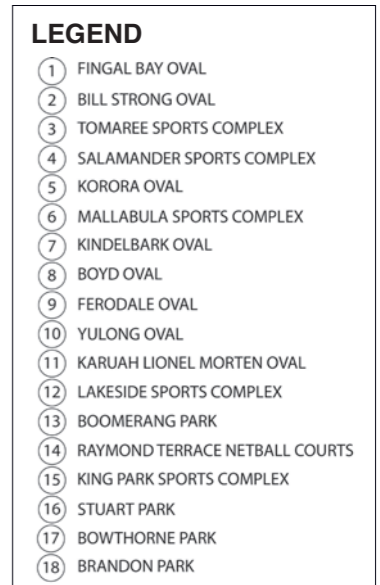 LEGEND
1 FINGAL BAY OVAL
2 BILL STRONG OVAL
3 TOMAREE SPORTS COMPLEX
4 SALAMANDER SPORTS COMPLEX
5 KORORA OVAL
6 MALLABULA SPORTS COMPLEX
7 KINDELBARK OVAL
8 BOYD OVAL
9 FERODALE OVAL
10 YULONG OVAL
11 KARUAH LIONEL MORTEN OVAL
12 LAKESIDE SPORTS COMPLEX
13 BOOMERANG PARK
14 RAYMOND TERRACE NETBALL COURTS
15 KING PARK SPORTS COMPLEX
16 STUART PARK
17 BOWTHORNE PARK
18 BRANDON PARK